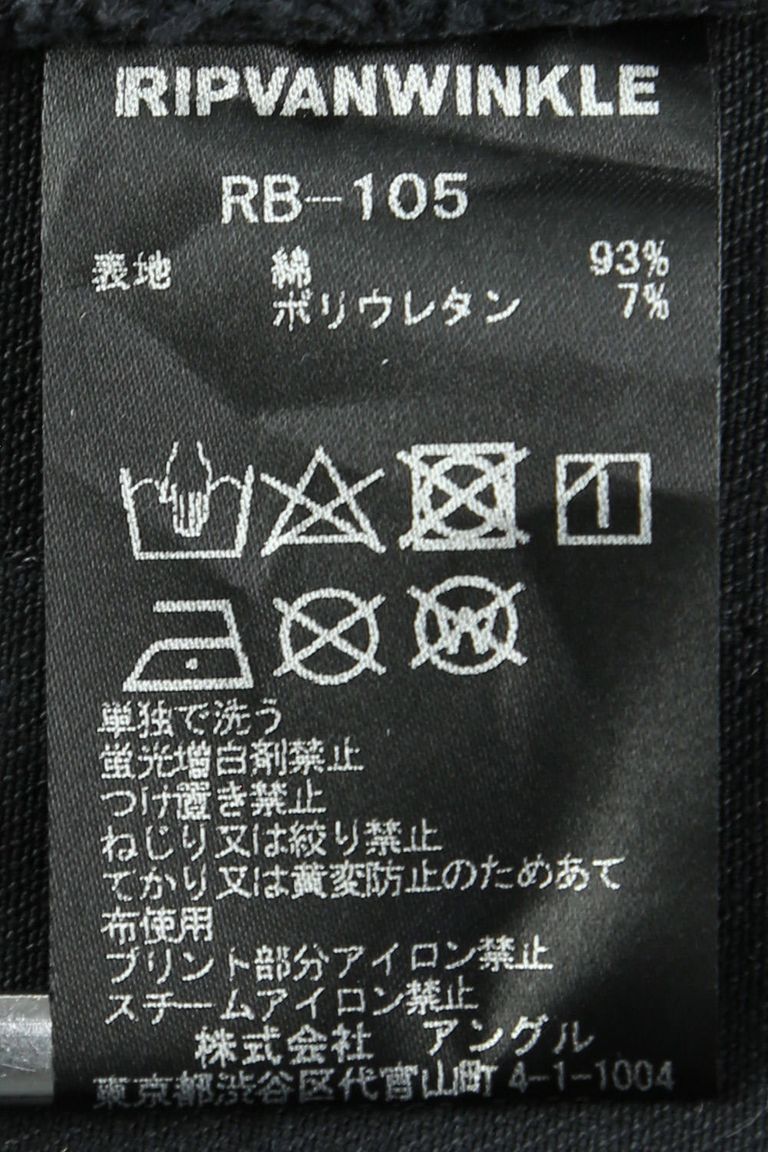 RIPVANWINKLE
RB-105
表地 綿 93%
ポリウレタン 7%
単独で洗う
蛍光増白剤禁止
つけ置き禁止
ねじり又は絞り禁止
てかり又は黄変防止のためあて
布使用
プリント部分アイロン禁止
スチームアイロン禁止
株式会社 アングル
東京都渋谷区代官山町 4-1-1004